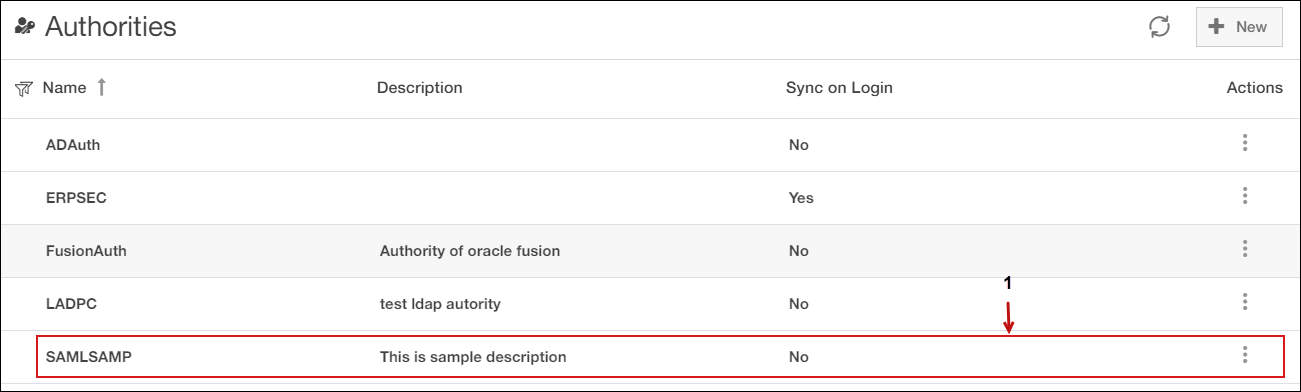 Authorities
New
Name Description Sync on Login Actions
ADAuth No
ERPSEC Yes
FusionAuth Authority of oracle fusion No
1
LADPC test ldap autority No
SAMLSAMP This is sample description No